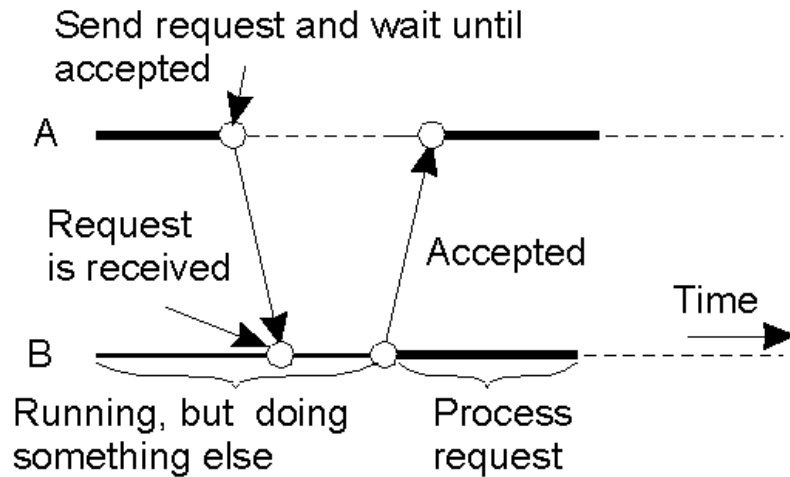 Send request and wait until
accepted
A
Request
is received
Accepted
Time
B
Running, but doing
something else
Process
request